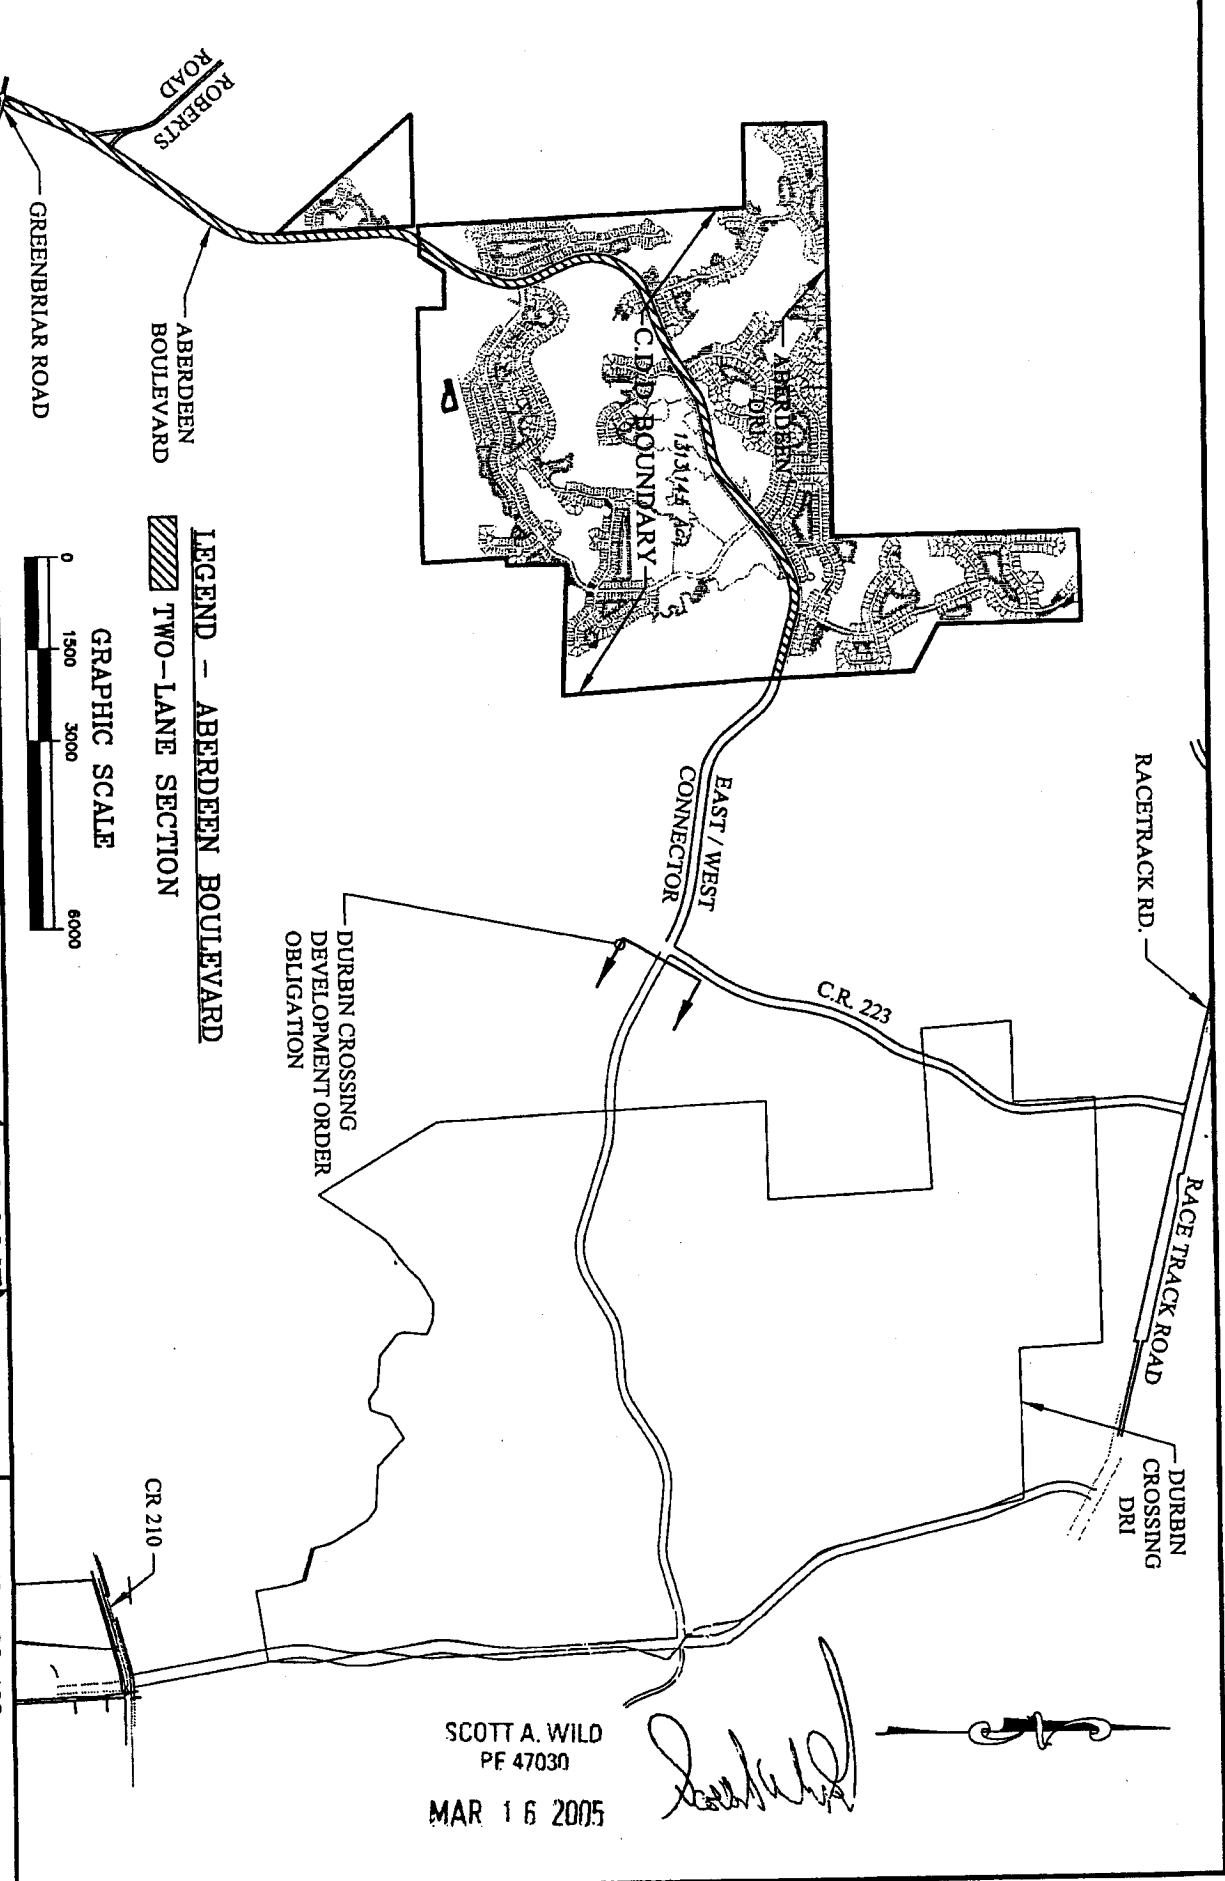 ROBERTS
ROAD
GREENBRIAR ROAD
ABERDEEN
BOULEVARD
C.D.D. BOUNDARY
ABERDEEN
DRI
EAST / WEST
CONNECTOR
RACETRACK RD.
C.R. 223
RACE TRACK ROAD
DURBIN CROSSING
DEVELOPMENT ORDER
OBLIGATION
DURBIN
CROSSING
DRI
CR 210
LEGEND - ABERDEEN BOULEVARD
TWO-LANE SECTION
GRAPHIC SCALE
0 1500 3000 6000
SCOTT A. WILD
PE 47030
MAR 16 2005